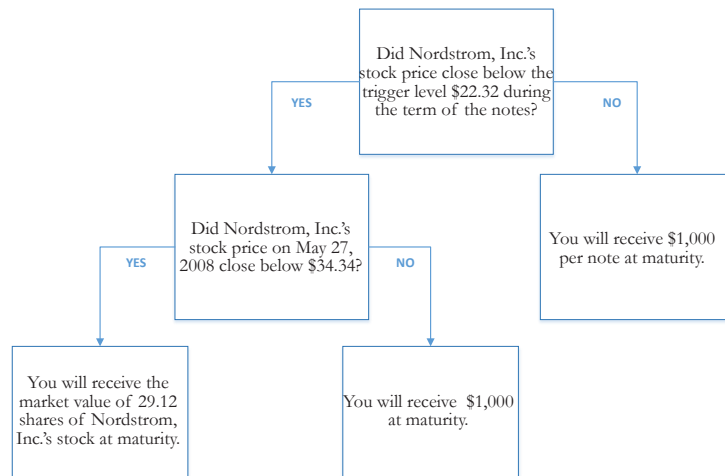 Did Nordstrom, Inc.'s
stock price close below the
trigger level $22.32 during
the term of the notes?
YES
NO
Did Nordstrom, Inc.'s
stock price on May 27,
2008 close below $34.34?
You will receive $1,000
per note at maturity.
YES
NO
You will receive the
market value of 29.12
shares of Nordstrom,
Inc.'s stock at maturity.
You will receive $1,000
at maturity.